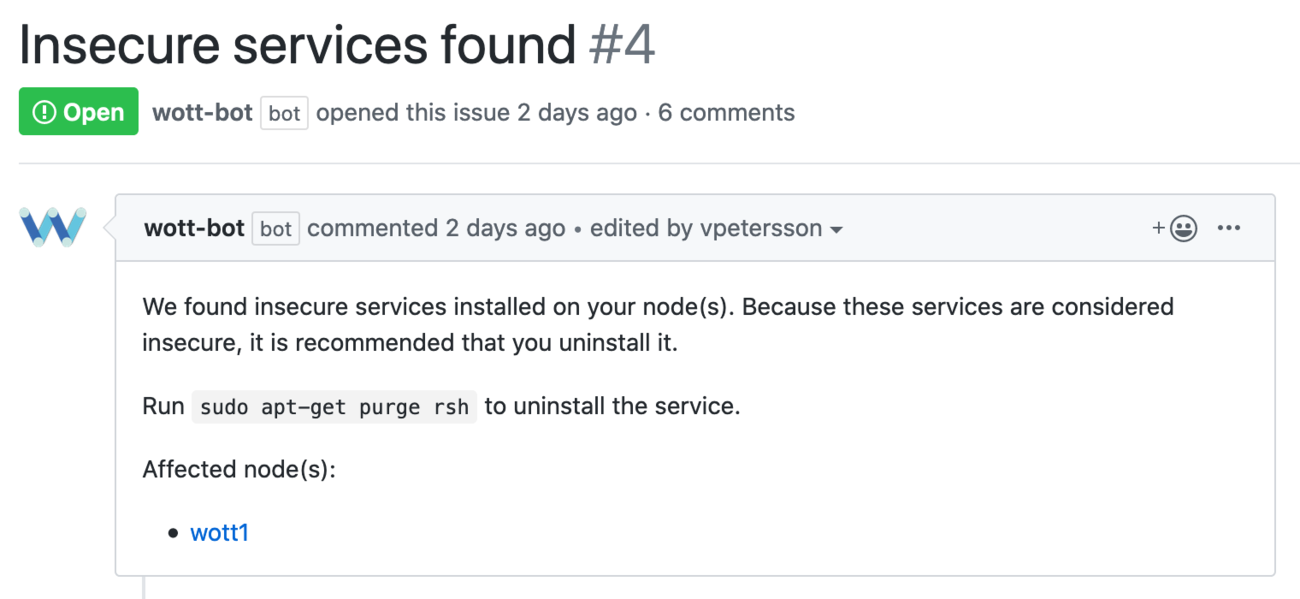 Insecure services found #4
Open wott-bot bot opened this issue 2 days ago · 6 comments
wott-bot bot commented 2 days ago • edited by vpetersson
We found insecure services installed on your node(s). Because these services are considered
insecure, it is recommended that you uninstall it.
Run sudo apt-get purge rsh to uninstall the service.
Affected node(s):
• wott1